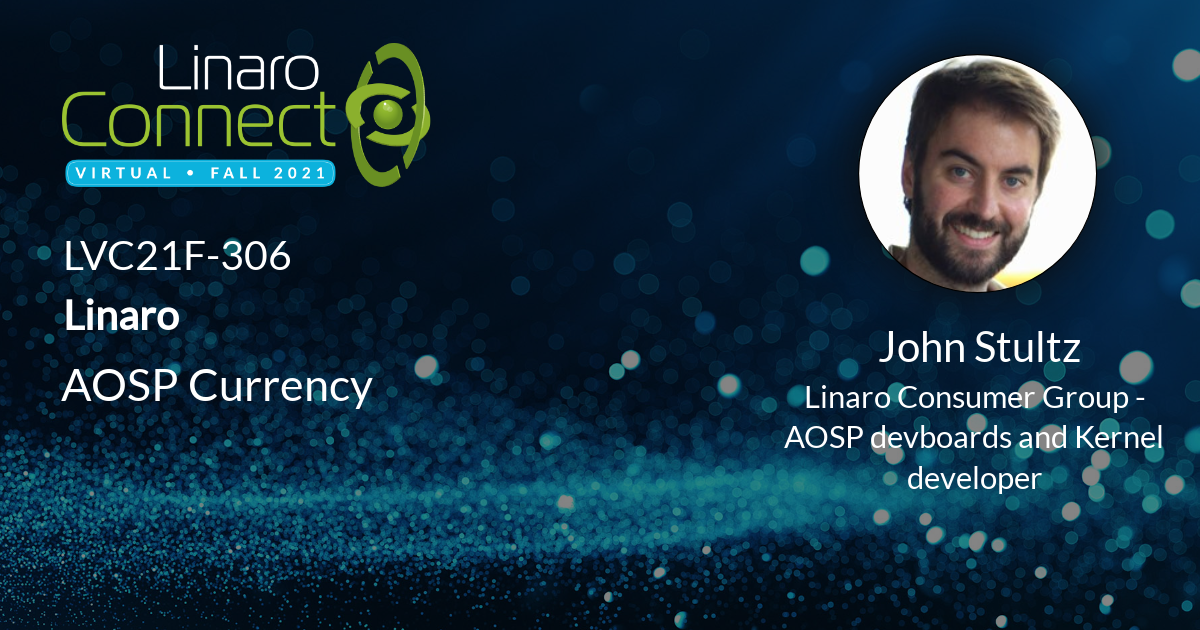 Linaro
Connect
VIRTUAL • FALL 2021
LVC21F-306
Linaro
AOSP Currency
John Stultz
Linaro Consumer Group -
AOSP devboards and Kernel
developer